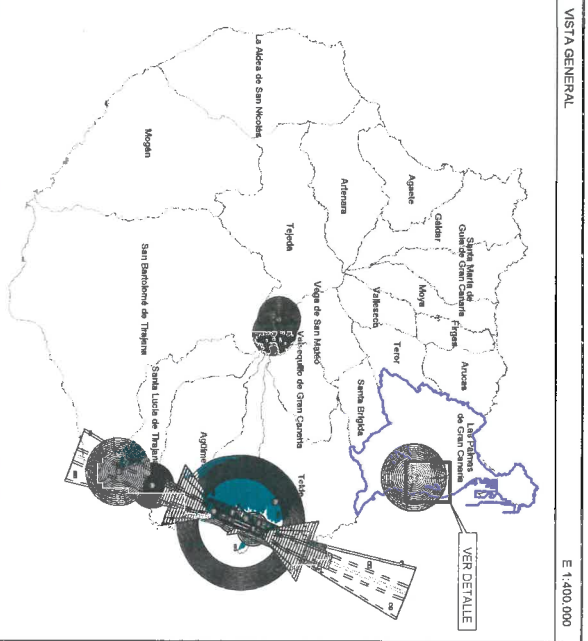 VISTA GENERAL
E 1:400,000
La Aldea de San Nicolás
Mogán
Agaete
Artenara
Gáldar
Santa María de
Guía de Gran Canaria
Moya
Firgas
Arucas
Las Palmas
de Gran Canaria
Valleseco
Teror
Tejeda
Vega de San Mateo
Santa Brígida
Valsequillo de Gran Canaria
San Bartolomé de Tirajana
Santa Lucía de Tirajana
Agüimes
Telde
VER DETALLE